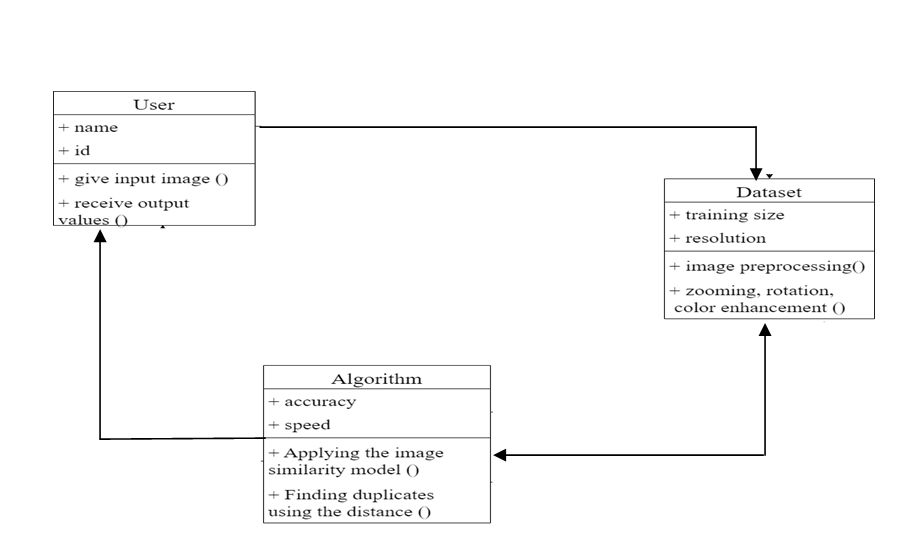 User
+ name
+ id
+ give input image ()
+ receive output
values ()
Dataset
+ training size
+ resolution
+ image preprocessing()
+ zooming, rotation,
color enhancement ()
Algorithm
+ accuracy
+ speed
+ Applying the image
similarity model ()
+ Finding duplicates
using the distance ()